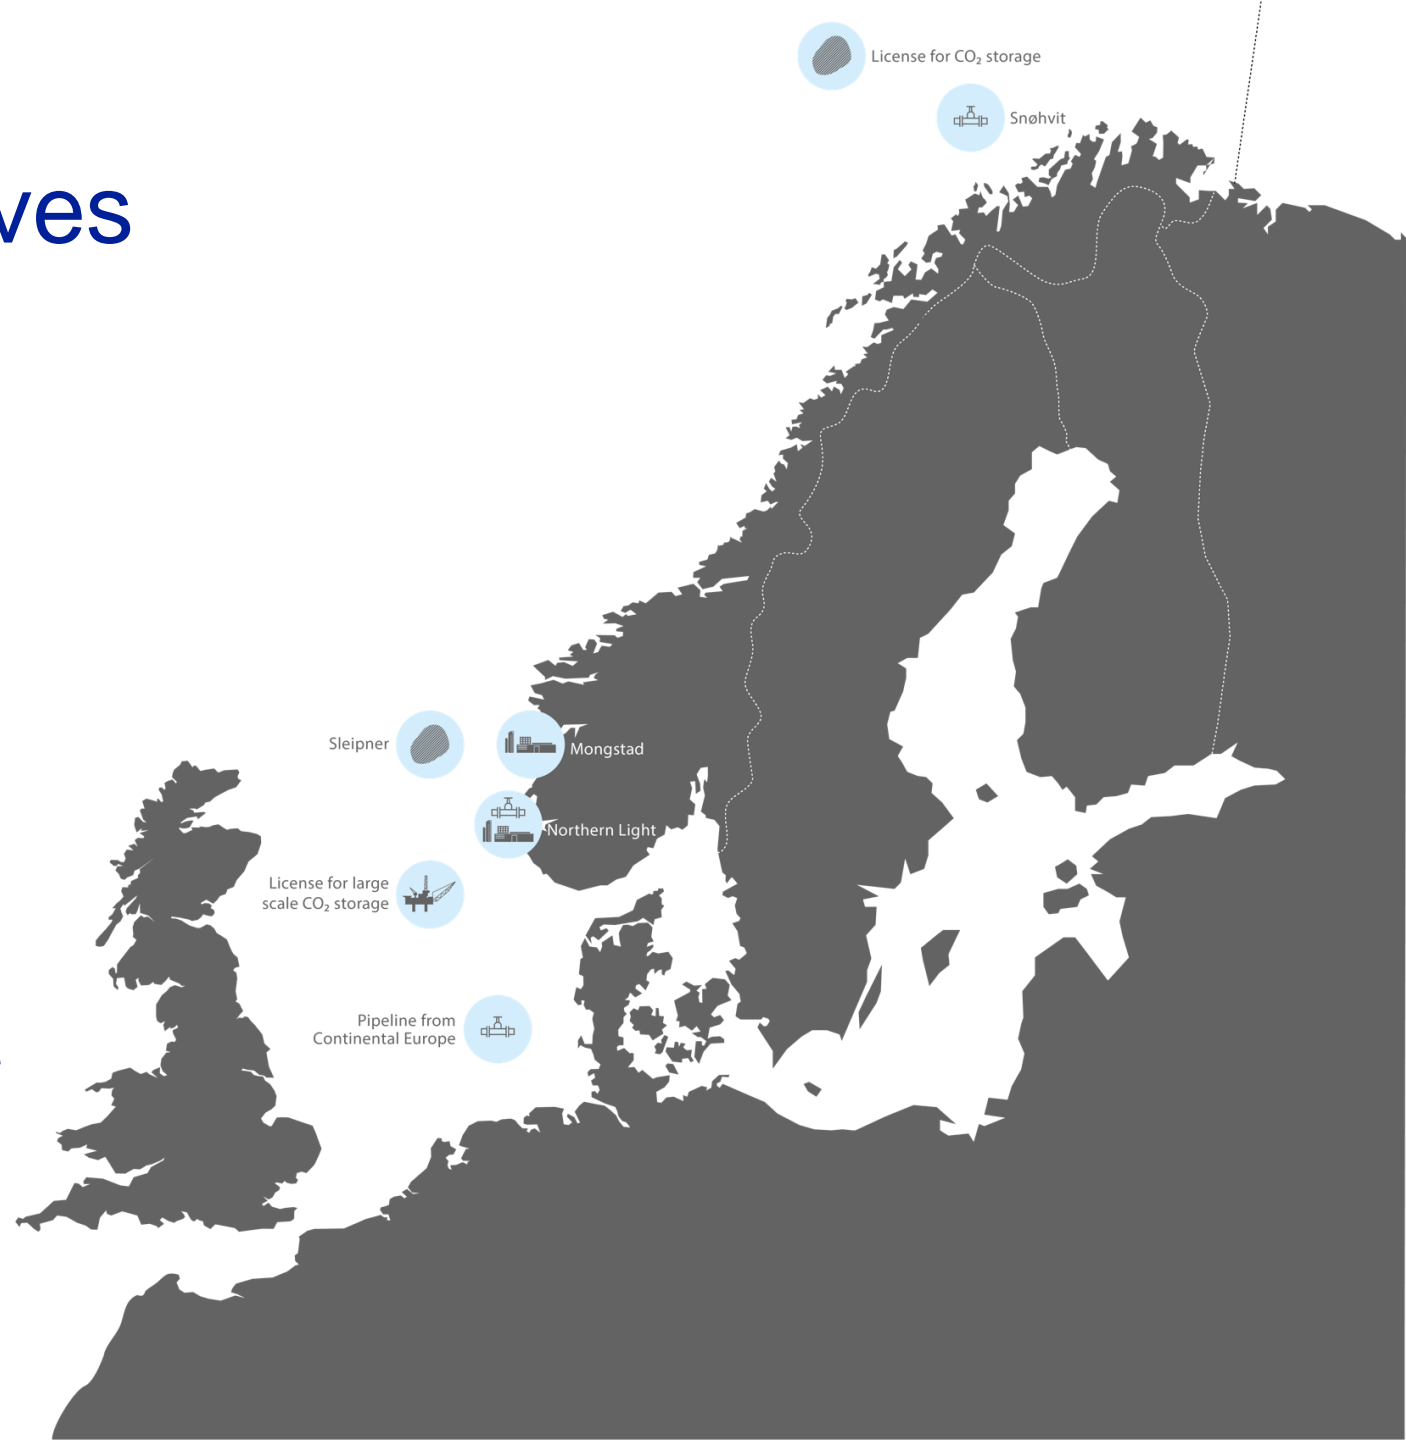 License for CO₂ storage
Snøhvit
ves
Sleipner
Mongstad
Northern Light
License for large
scale CO₂ storage
Pipeline from
Continental Europe